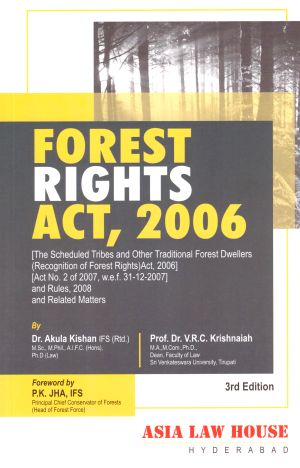 FOREST
RIGHTS
ACT, 2006
[The Scheduled Tribes and Other Traditional Forest Dwellers
(Recognition of Forest Rights)Act, 2006]
[Act No. 2 of 2007, w.e.f. 31-12-2007]
and Rules, 2008
and Related Matters
By
Dr. Akula Kishan IFS (Rtd.)
M.Sc., M.Phil., A.I.F.C. (Hons),
Ph.D (Law)
Prof. Dr. V.R.C. Krishnaiah
M.A.,M.Com.,Ph.D.,
Dean, Faculty of Law
Sri Venkateswara University, Tirupati
Foreword by
P.K. JHA, IFS
Principal Chief Conservator of Forests
(Head of Forest Force)
3rd Edition
ASIA LAW HOUSE
HYDERABAD